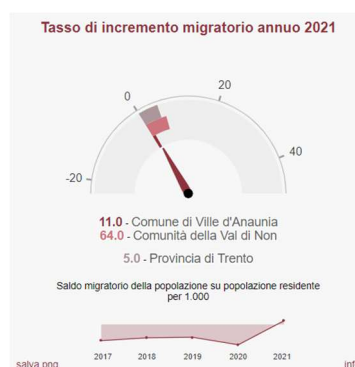 Tasso di incremento migratorio annuo 2021
-20
0
20
40
11.0 - Comune di Ville d'Anaunia
64.0 - Comunità della Val di Non
5.0 - Provincia di Trento
Saldo migratorio della popolazione su popolazione residente
per 1.000
2017 2018 2019 2020 2021
salva png inf